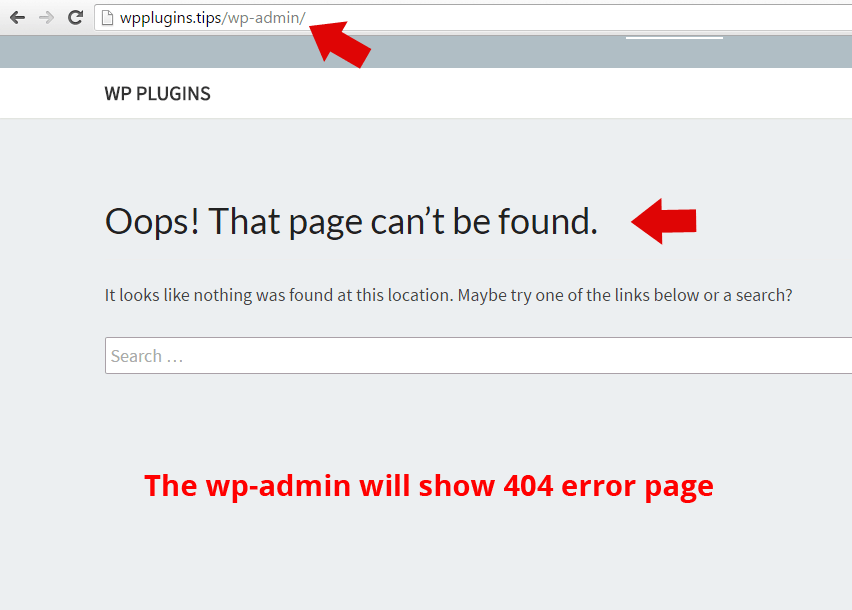 wpplugins.tips/wp-admin/
WP PLUGINS
Oops! That page can’t be found.
It looks like nothing was found at this location. Maybe try one of the links below or a search?
Search …
The wp-admin will show 404 error page